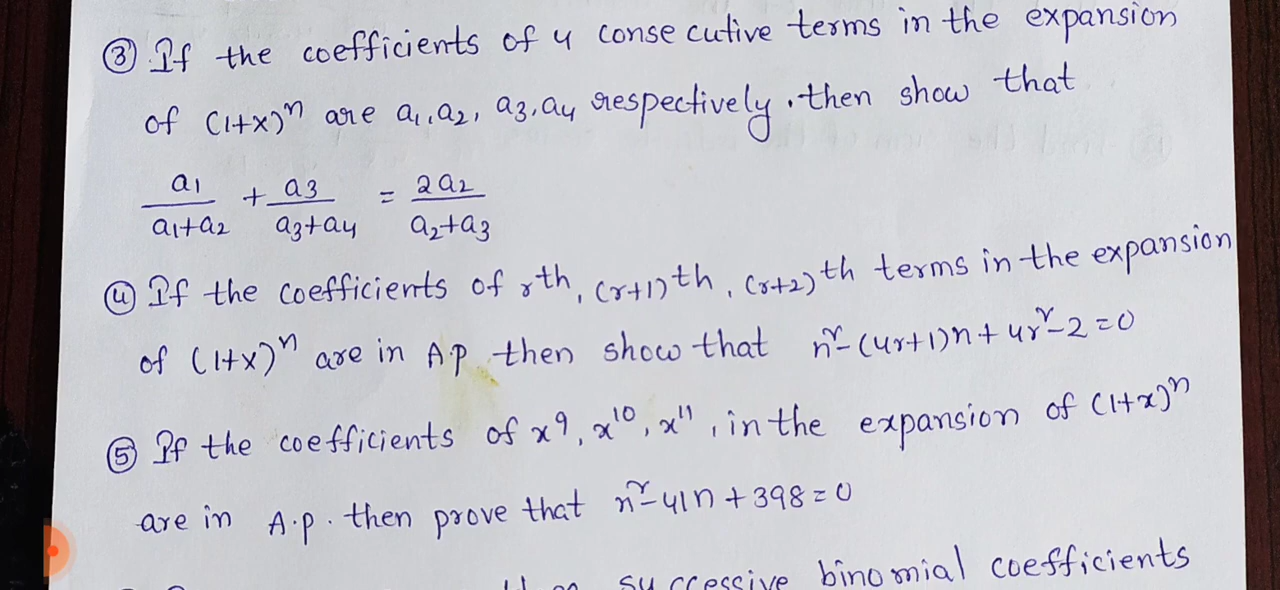 ③ If the coefficients of 4 conse cutive terms in the expansion
of (1+x)ⁿ are a₁, a₂, a₃, a₄ respectively. then show that
a₁/(a₁+a₂) + a₃/(a₃+a₄) = 2a₂/(a₂+a₃)
④ If the coefficients of rth, (r+1)th, (r+2)th terms in the expansion
of (1+x)ⁿ are in A.P then show that n²-(4r+1)n+4r²-2=0
⑤ If the coefficients of x⁹, x¹⁰, x¹¹, in the expansion of (1+x)ⁿ
are in A.p. then prove that n²-41n+398=0
successive binomial coefficients